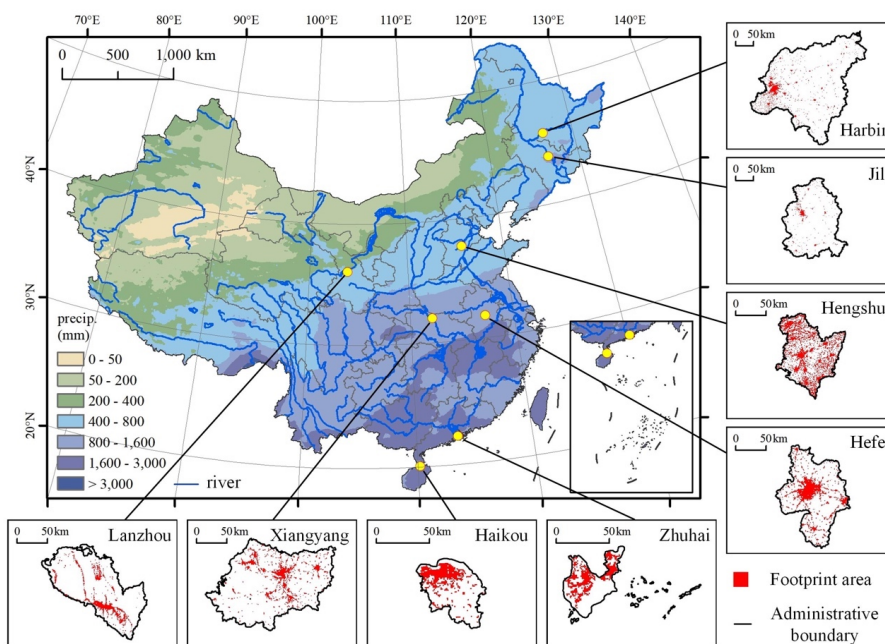 70°E 80°E 90°E 100°E 110°E 120°E 130°E 140°E
0 500 1,000 km
40°N
30°N
20°N
precip.
(mm)
0 - 50
50 - 200
200 - 400
400 - 800
800 - 1,600
1,600 - 3,000
> 3,000
river
0 50km
Harbin
0 50km
Jil
0 50km
Hengshu
0 50km
Hefe
0 50km
Lanzhou
0 50km
Xiangyang
0 50km
Haikou
0 50km
Zhuhai
Footprint area
Administrative
boundary